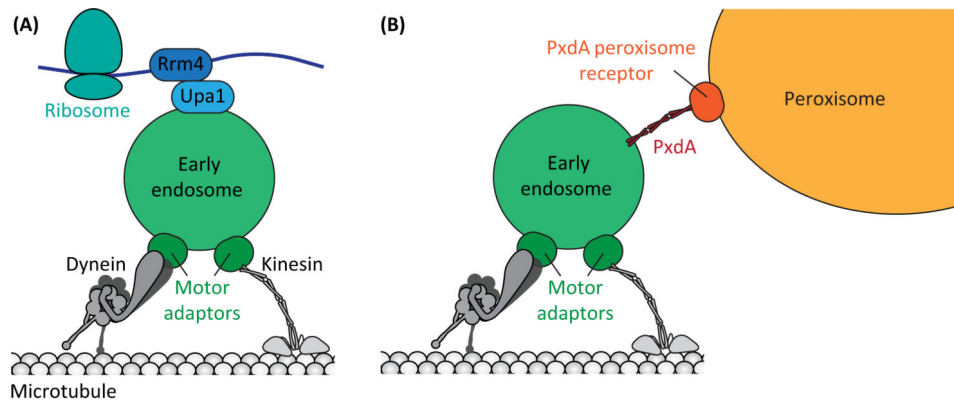 (A)
Rrm4
Upa1
Ribosome
Early
endosome
Dynein
Kinesin
Motor
adaptors
Microtubule
(B)
PxdA peroxisome
receptor
Peroxisome
PxdA
Early
endosome
Motor
adaptors